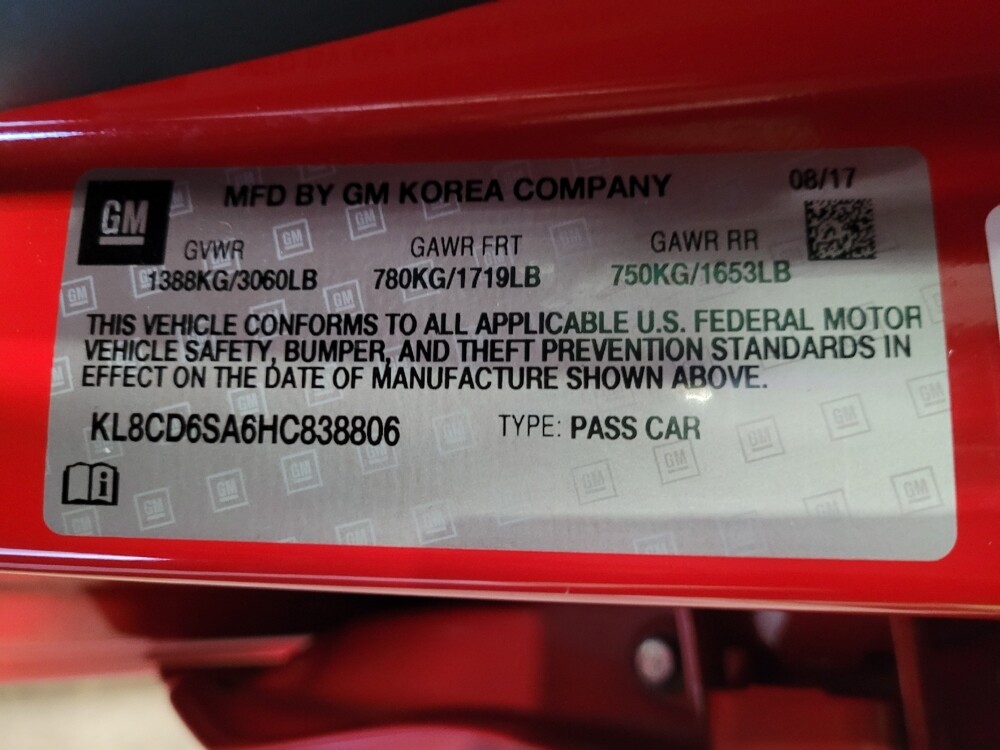 GM
MFD BY GM KOREA COMPANY
08/17
GVWR GAWR FRT GAWR RR
1388KG/3060LB 780KG/1719LB 750KG/1653LB
THIS VEHICLE CONFORMS TO ALL APPLICABLE U.S. FEDERAL MOTOR
VEHICLE SAFETY, BUMPER, AND THEFT PREVENTION STANDARDS IN
EFFECT ON THE DATE OF MANUFACTURE SHOWN ABOVE.
KL8CD6SA6HC838806 TYPE: PASS CAR